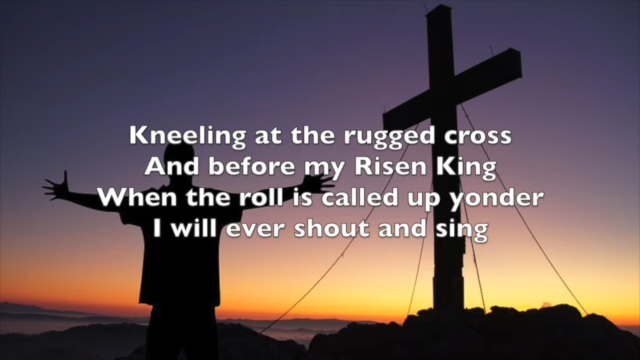 Kneeling at the rugged cross
And before my Risen King
When the roll is called up yonder
I will ever shout and sing